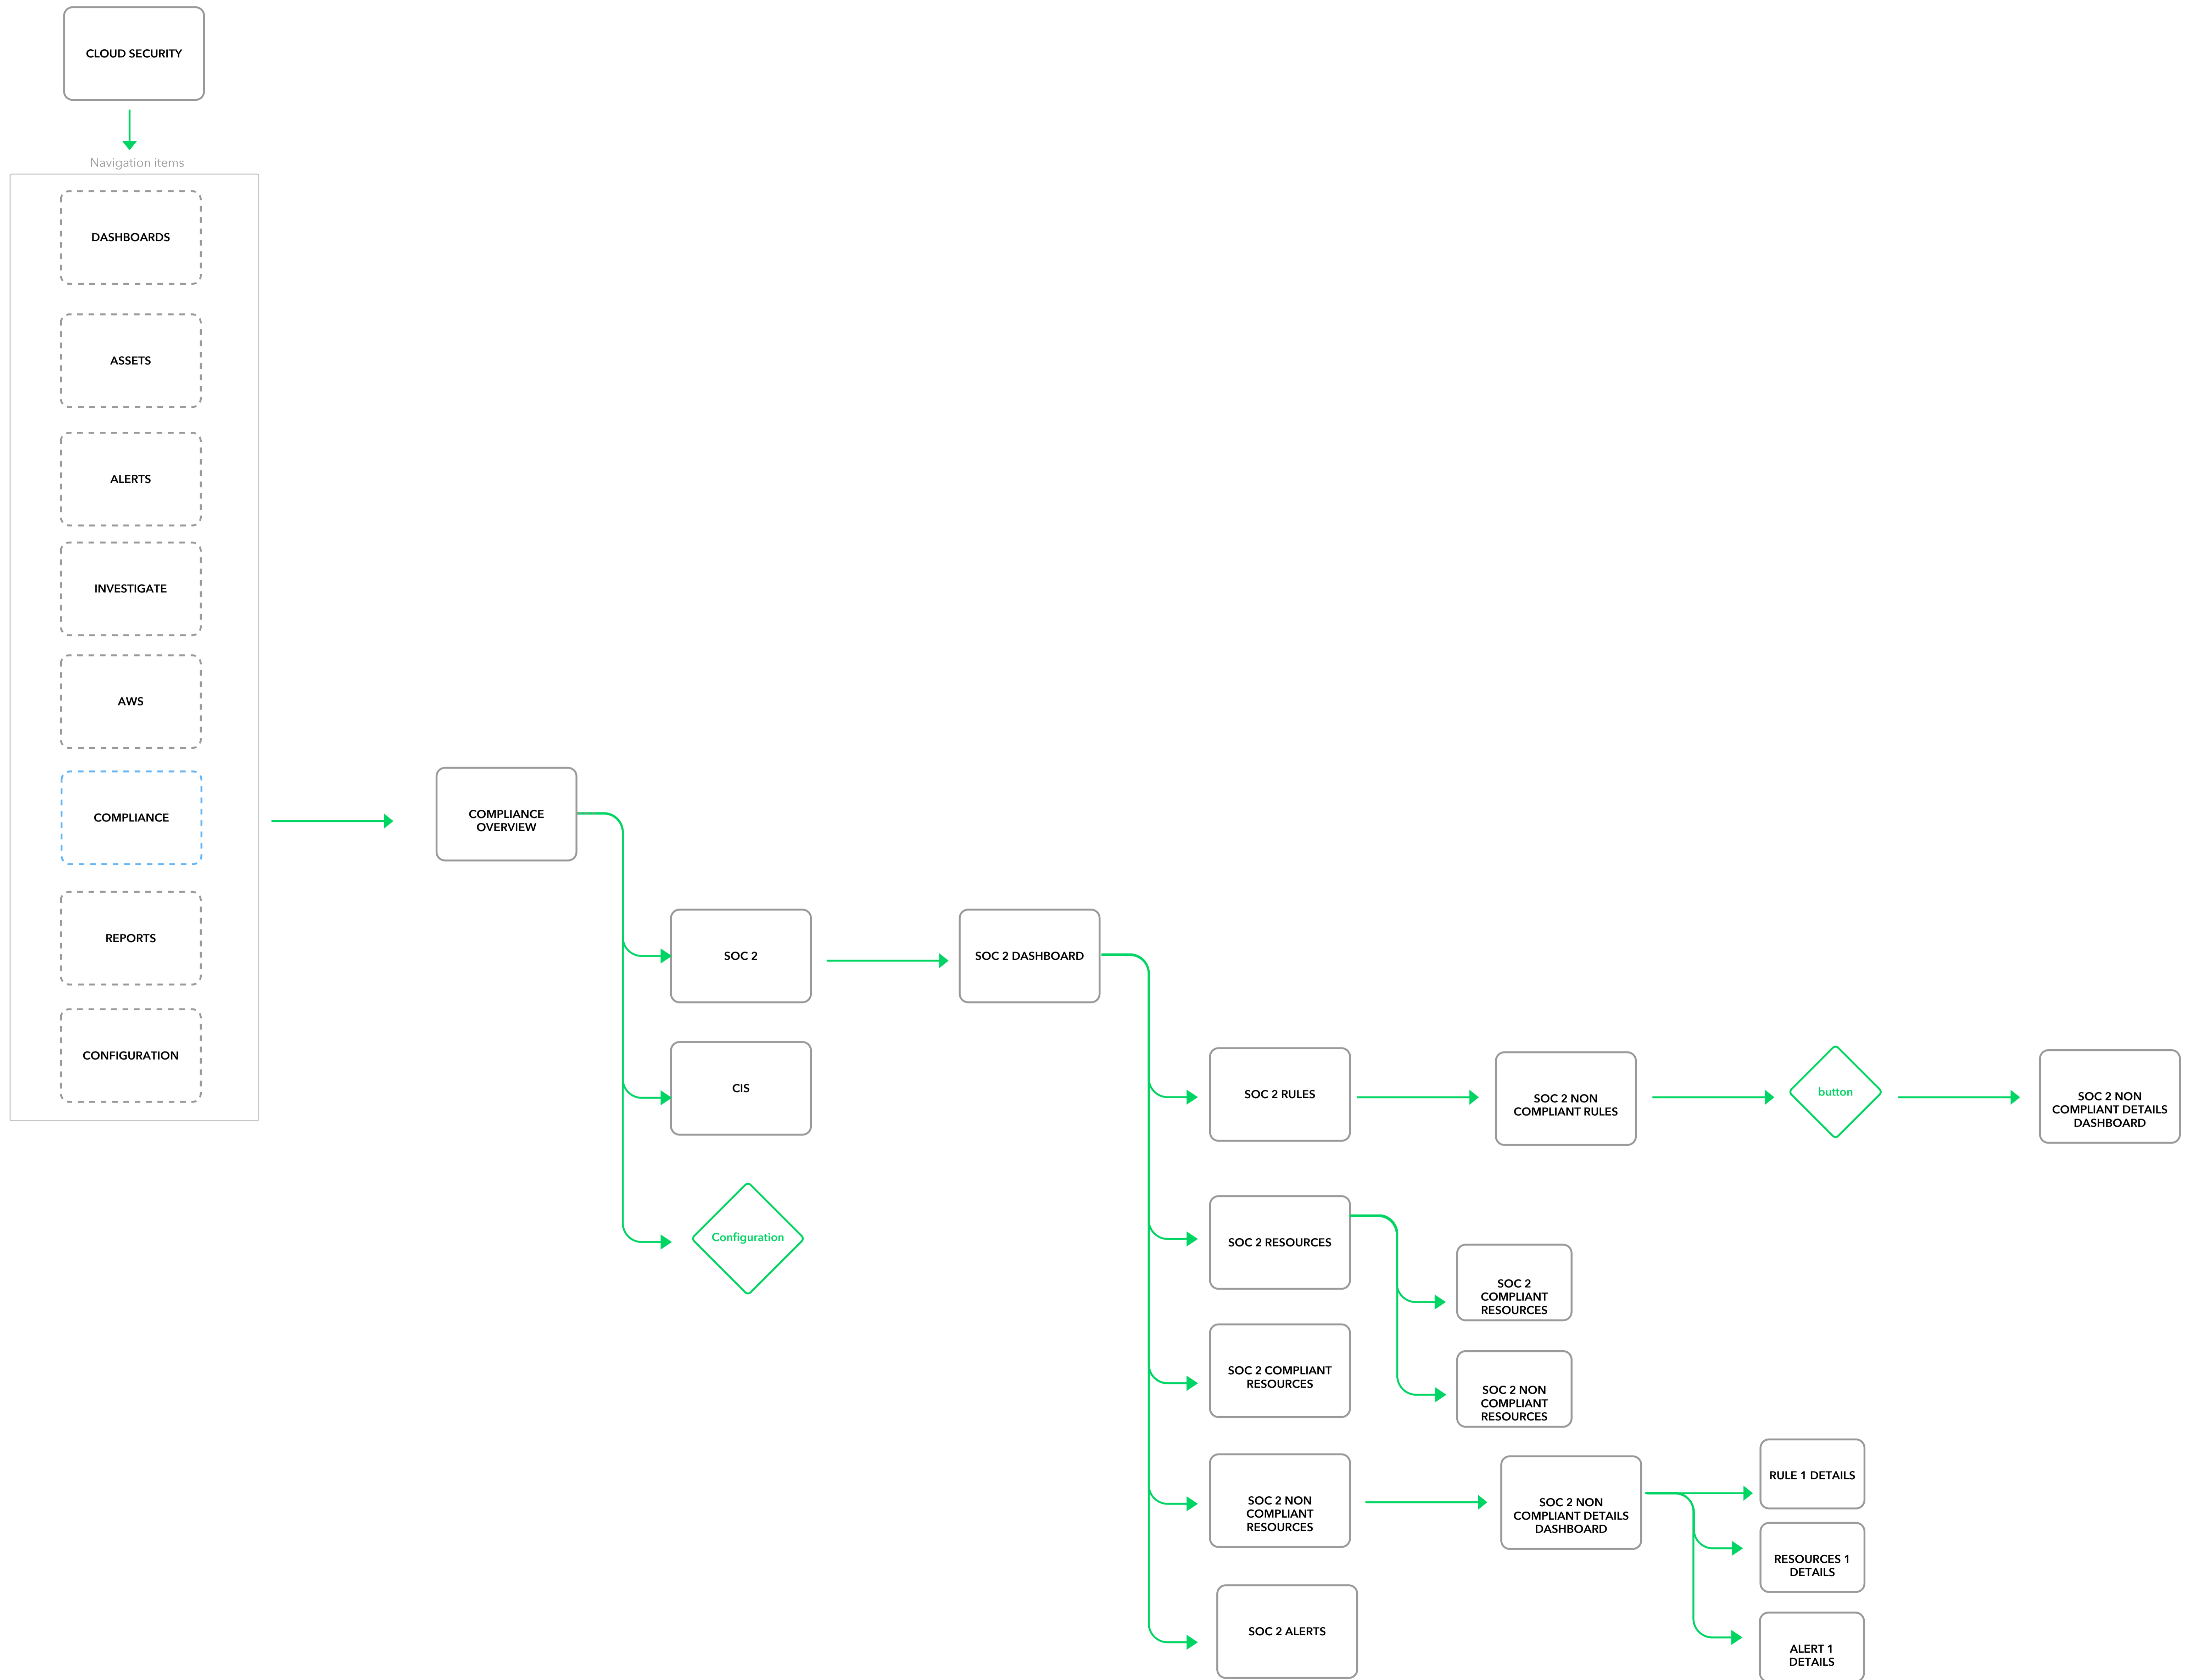 CLOUD SECURITY
Navigation items
DASHBOARDS
ASSETS
ALERTS
INVESTIGATE
AWS
COMPLIANCE
REPORTS
CONFIGURATION
COMPLIANCE
OVERVIEW
SOC 2
CIS
Configuration
SOC 2 DASHBOARD
SOC 2 RULES
SOC 2 NON
COMPLIANT RULES
button
SOC 2 NON
COMPLIANT DETAILS
DASHBOARD
SOC 2 RESOURCES
SOC 2
COMPLIANT
RESOURCES
SOC 2 NON
COMPLIANT
RESOURCES
SOC 2 COMPLIANT
RESOURCES
SOC 2 NON
COMPLIANT
RESOURCES
SOC 2 NON
COMPLIANT DETAILS
DASHBOARD
RULE 1 DETAILS
RESOURCES 1
DETAILS
ALERT 1
DETAILS
SOC 2 ALERTS